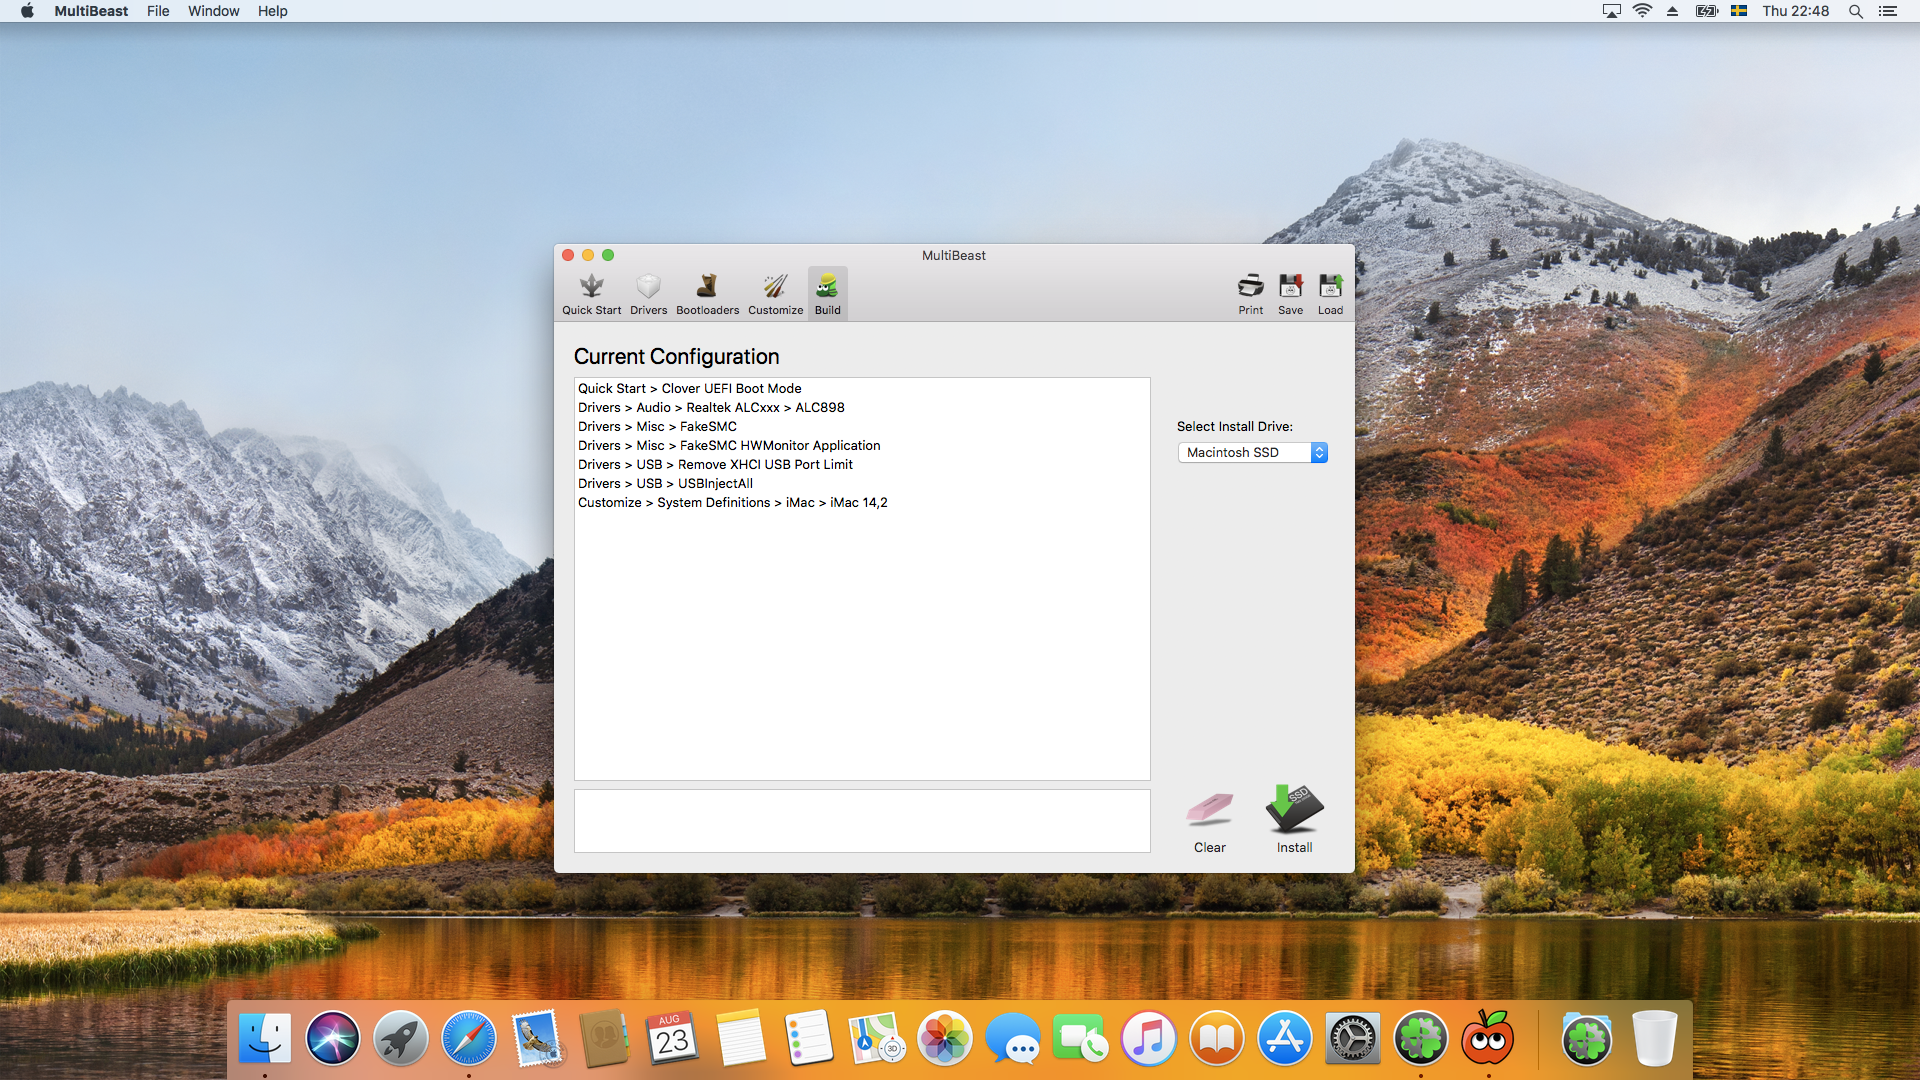 MultiBeast File Window Help Thu 22:48
MultiBeast
Quick Start Drivers Bootloaders Customize Build Print Save Load
Current Configuration
Quick Start > Clover UEFI Boot Mode
Drivers > Audio > Realtek ALCxxx > ALC898
Drivers > Misc > FakeSMC
Drivers > Misc > FakeSMC HWMonitor Application
Drivers > USB > Remove XHCI USB Port Limit
Drivers > USB > USBInjectAll
Customize > System Definitions > iMac > iMac 14,2
Select Install Drive:
Macintosh SSD
SSD
Clear Install
AUG
23
3D